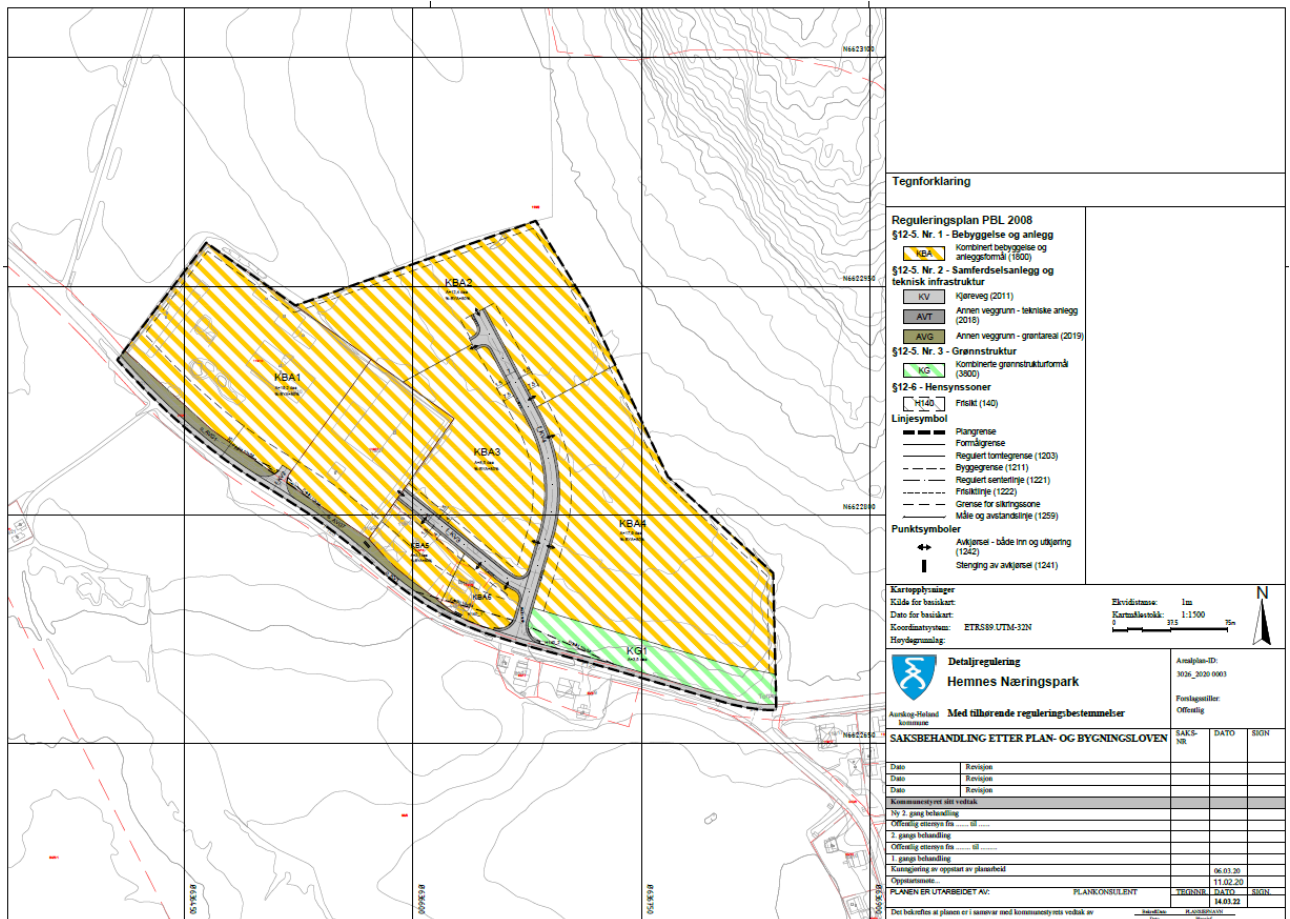 N6623100
N6622950
N6622800
N6622650
KBA2
KBA1
KBA3
KBA4
KBA5
KBA6
KG1
Tegnforklaring
Reguleringsplan PBL 2008
§12-5. Nr. 1 - Bebyggelse og anlegg
KBA
Kombinert bebyggelse og
anleggsformål (1800)
§12-5. Nr. 2 - Samferdselsanlegg og
teknisk infrastruktur
KV
Kjøreveg (2011)
AVT
Annen veggrunn - tekniske anlegg
(2018)
AVG
Annen veggrunn - grøntareal (2019)
§12-5. Nr. 3 - Grønnstruktur
KG
Kombinerte grønnstrukturformål
(3800)
§12-6 - Hensynssoner
H140
Frisikt (140)
Linjesymbol
Plangrense
Formålgrense
Regulert tomtegrense (1203)
Byggegrense (1211)
Regulert senterlinje (1221)
Frisiktlinje (1222)
Grense for sikringssone
Måle og avstandslinje (1259)
Punktsymboler
Avkjørsel - både inn og utkjøring
(1242)
Stenging av avkjørsel (1241)
Kartopplysninger
Kilde for basiskart:
Dato for basiskart:
Koordinatsystem: ETRS89.UTM-32N
Høydegrunnlag:
Ekvidistanse: 1m
Kartmålestokk: 1:1500
0 37.5 75m
N
Detaljregulering
Hemnes Næringspark
Aurskog-Høland
kommune
Med tilhørende reguleringsbestemmelser
Arealplan-ID:
3026_2020 0003
Forslagstiller:
Offentlig
SAKSBEHANDLING ETTER PLAN- OG BYGNINGSLOVEN
SAKS-
NR
DATO
SIGN
Dato Revisjon
Dato Revisjon
Dato Revisjon
Kommunestyret sitt vedtak
Ny 2. gang behandling
Offentlig ettersyn fra ....... til ......
2. gangs behandling
Offentlig ettersyn fra ....... til ........
1. gangs behandling
Kunngjøring av oppstart av planarbeid 06.03.20
Oppstartsmøte... 11.02.20
PLANEN ER UTARBEIDET AV: PLANKONSULENT TEGNNR. DATO SIGN.
14.03.22
Det bekreftes at planen er i samsvar med kommunestyrets vedtak av